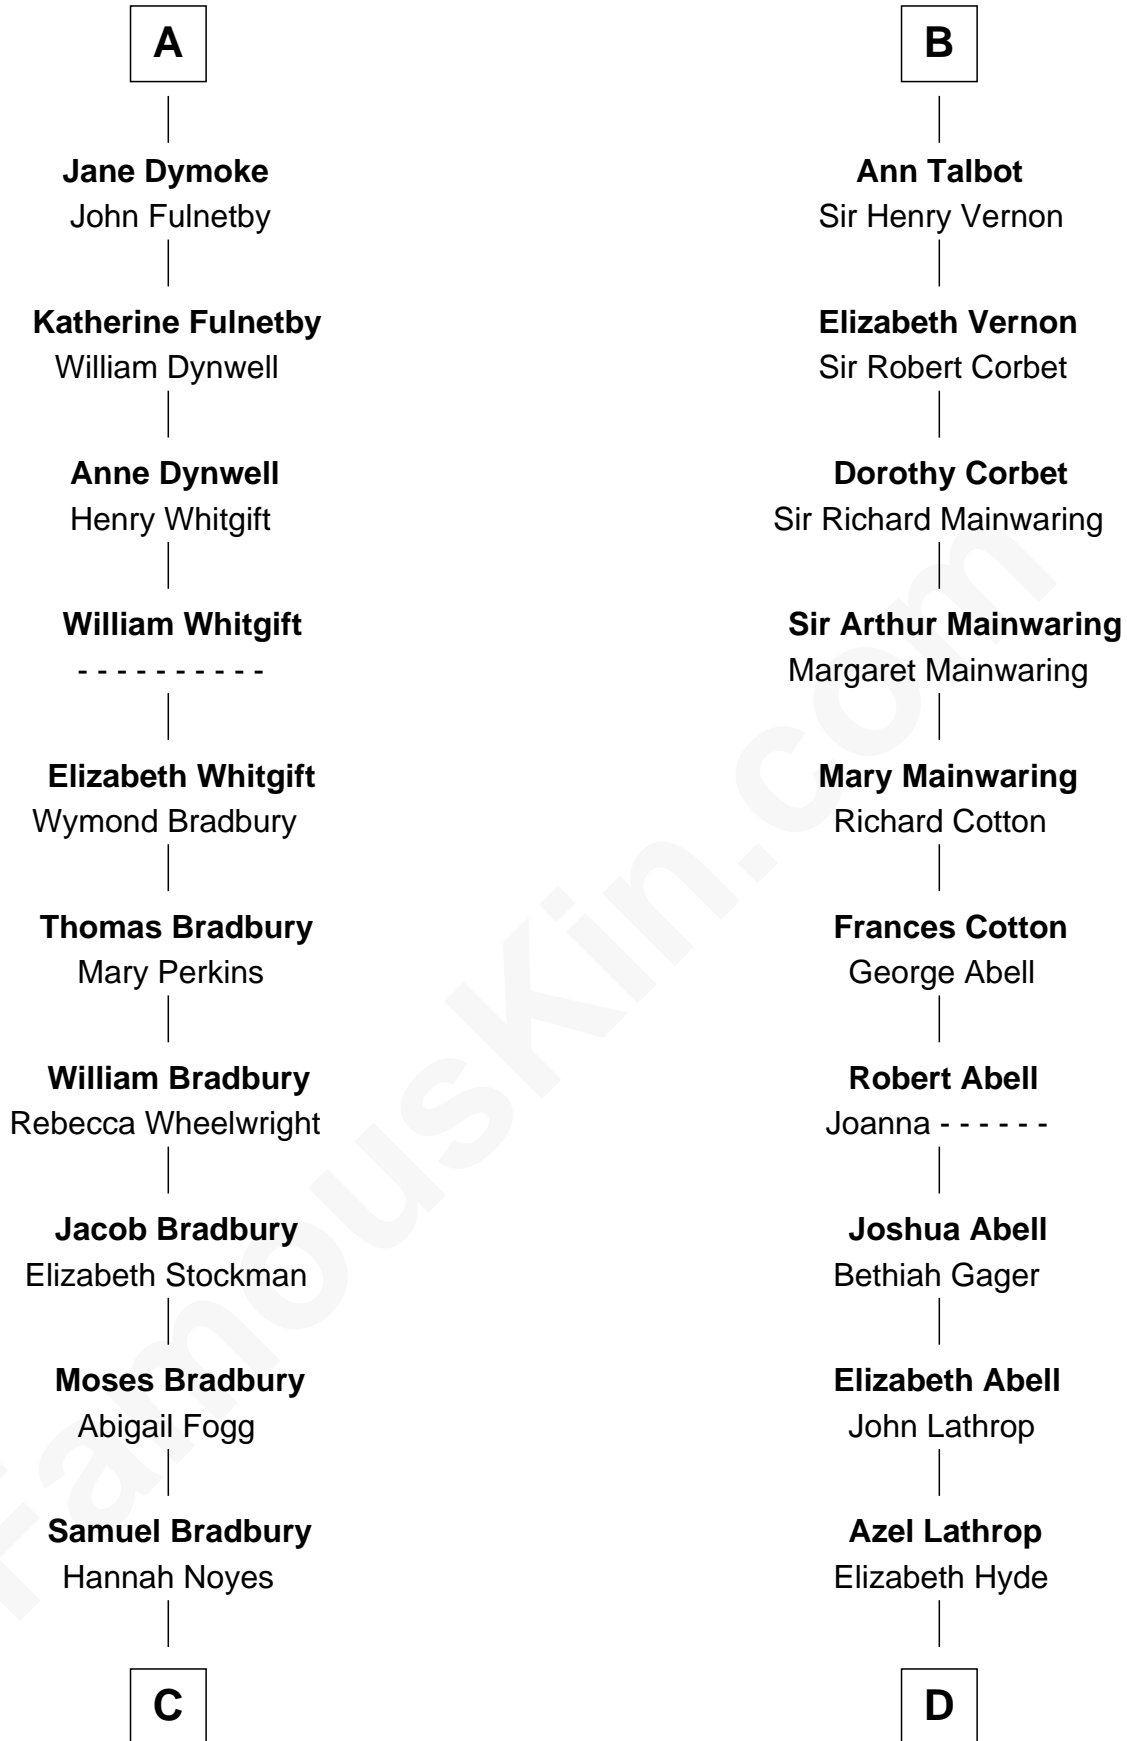 A
Jane Dymoke
John Fulnetby
Katherine Fulnetby
William Dynwell
Anne Dynwell
Henry Whitgift
William Whitgift
- - - - - - - - - -
Elizabeth Whitgift
Wymond Bradbury
Thomas Bradbury
Mary Perkins
William Bradbury
Rebecca Wheelwright
Jacob Bradbury
Elizabeth Stockman
Moses Bradbury
Abigail Fogg
Samuel Bradbury
Hannah Noyes
C
B
Ann Talbot
Sir Henry Vernon
Elizabeth Vernon
Sir Robert Corbet
Dorothy Corbet
Sir Richard Mainwaring
Sir Arthur Mainwaring
Margaret Mainwaring
Mary Mainwaring
Richard Cotton
Frances Cotton
George Abell
Robert Abell
Joanna - - - - - -
Joshua Abell
Bethiah Gager
Elizabeth Abell
John Lathrop
Azel Lathrop
Elizabeth Hyde
D
FamousKin.com